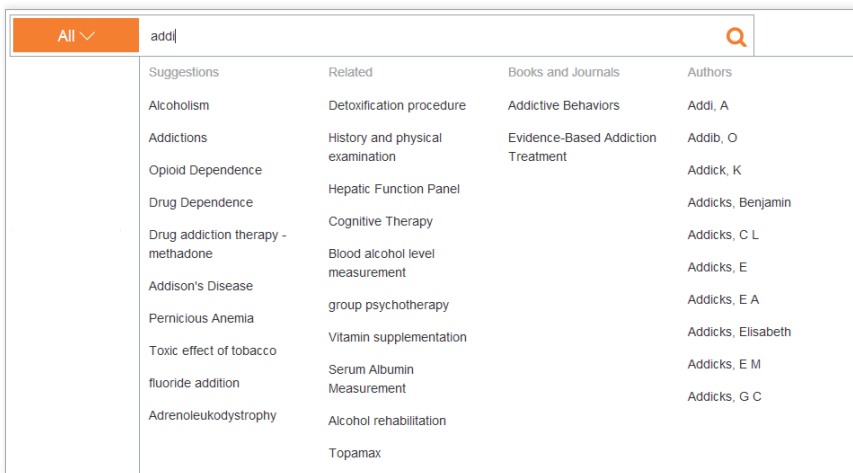 All
addi
Suggestions
Alcoholism
Addictions
Opioid Dependence
Drug Dependence
Drug addiction therapy -
methadone
Addison's Disease
Pernicious Anemia
Toxic effect of tobacco
fluoride addition
Adrenoleukodystrophy
Related
Detoxification procedure
History and physical
examination
Hepatic Function Panel
Cognitive Therapy
Blood alcohol level
measurement
group psychotherapy
Vitamin supplementation
Serum Albumin
Measurement
Alcohol rehabilitation
Topamax
Books and Journals
Addictive Behaviors
Evidence-Based Addiction
Treatment
Authors
Addi, A
Addib, O
Addick, K
Addicks, Benjamin
Addicks, C L
Addicks, E
Addicks, E A
Addicks, Elisabeth
Addicks, E M
Addicks, G C